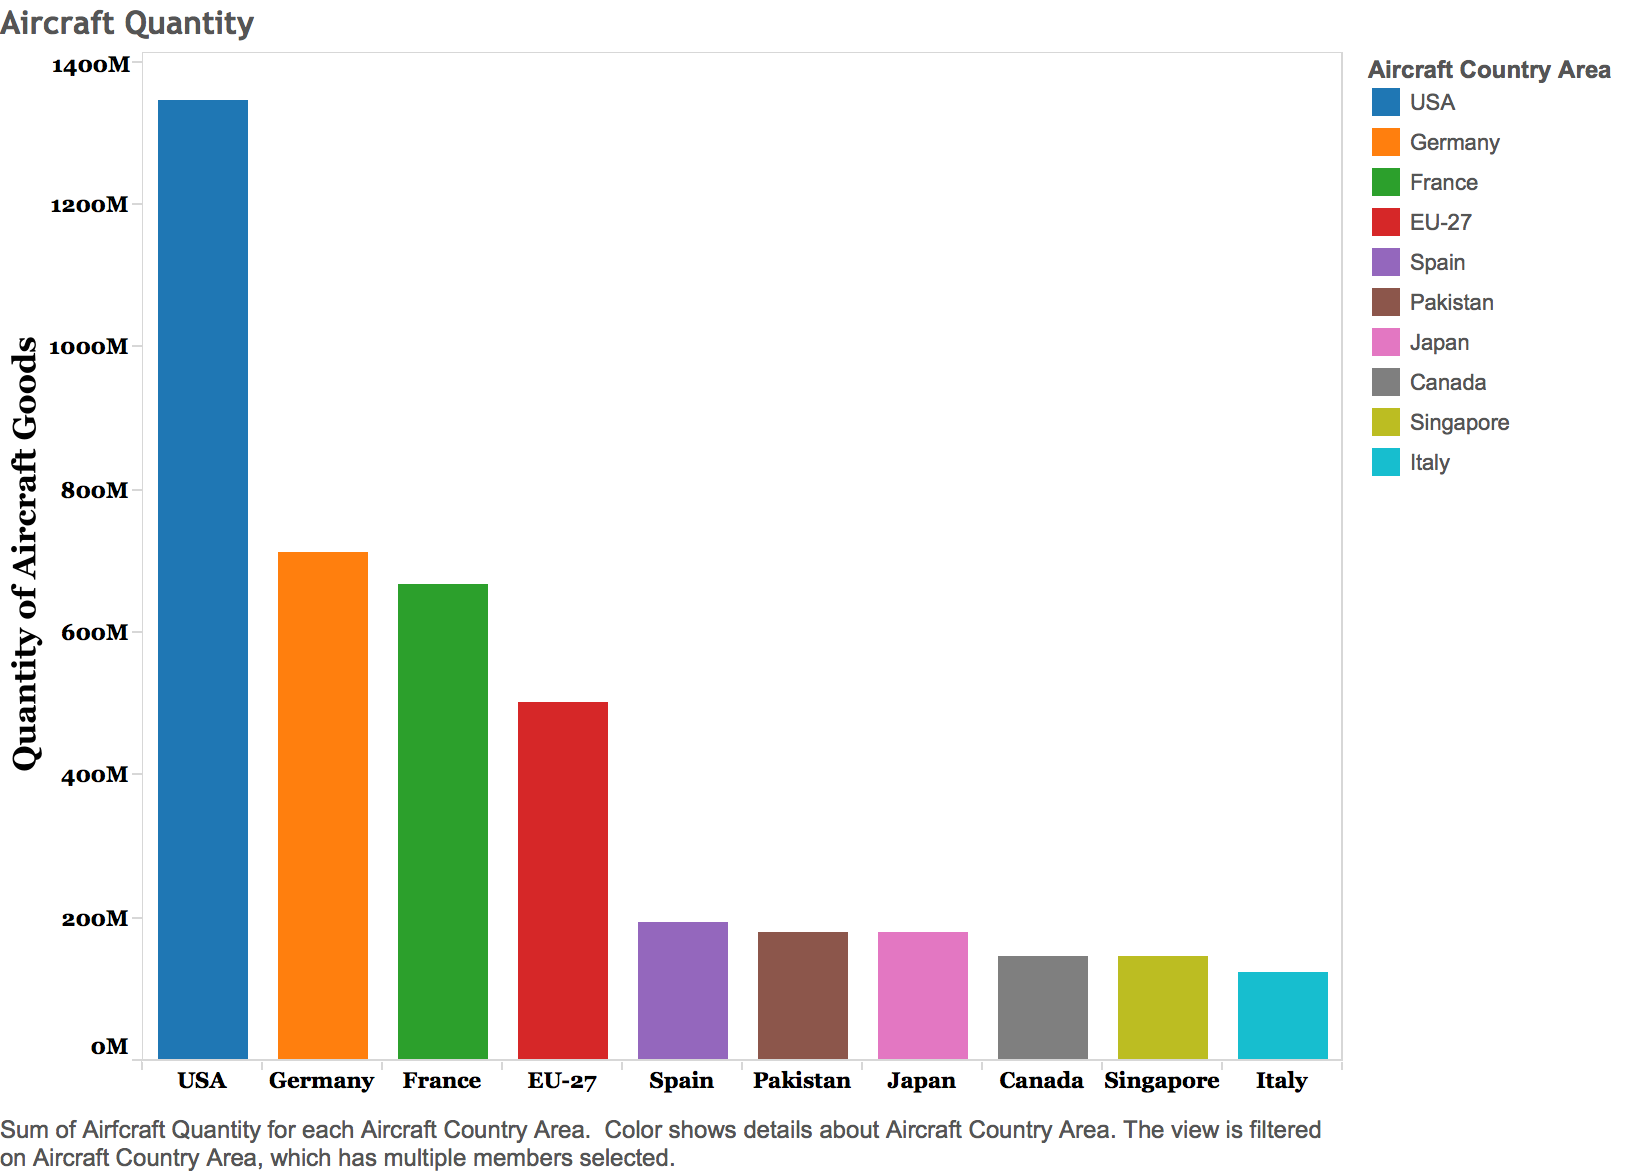 Aircraft Quantity
Quantity of Aircraft Goods
1400M
1200M
1000M
800M
600M
400M
200M
0M
USA Germany France EU-27 Spain Pakistan Japan Canada Singapore Italy
Aircraft Country Area
USA
Germany
France
EU-27
Spain
Pakistan
Japan
Canada
Singapore
Italy
Sum of Airfcraft Quantity for each Aircraft Country Area.  Color shows details about Aircraft Country Area. The view is filtered
on Aircraft Country Area, which has multiple members selected.